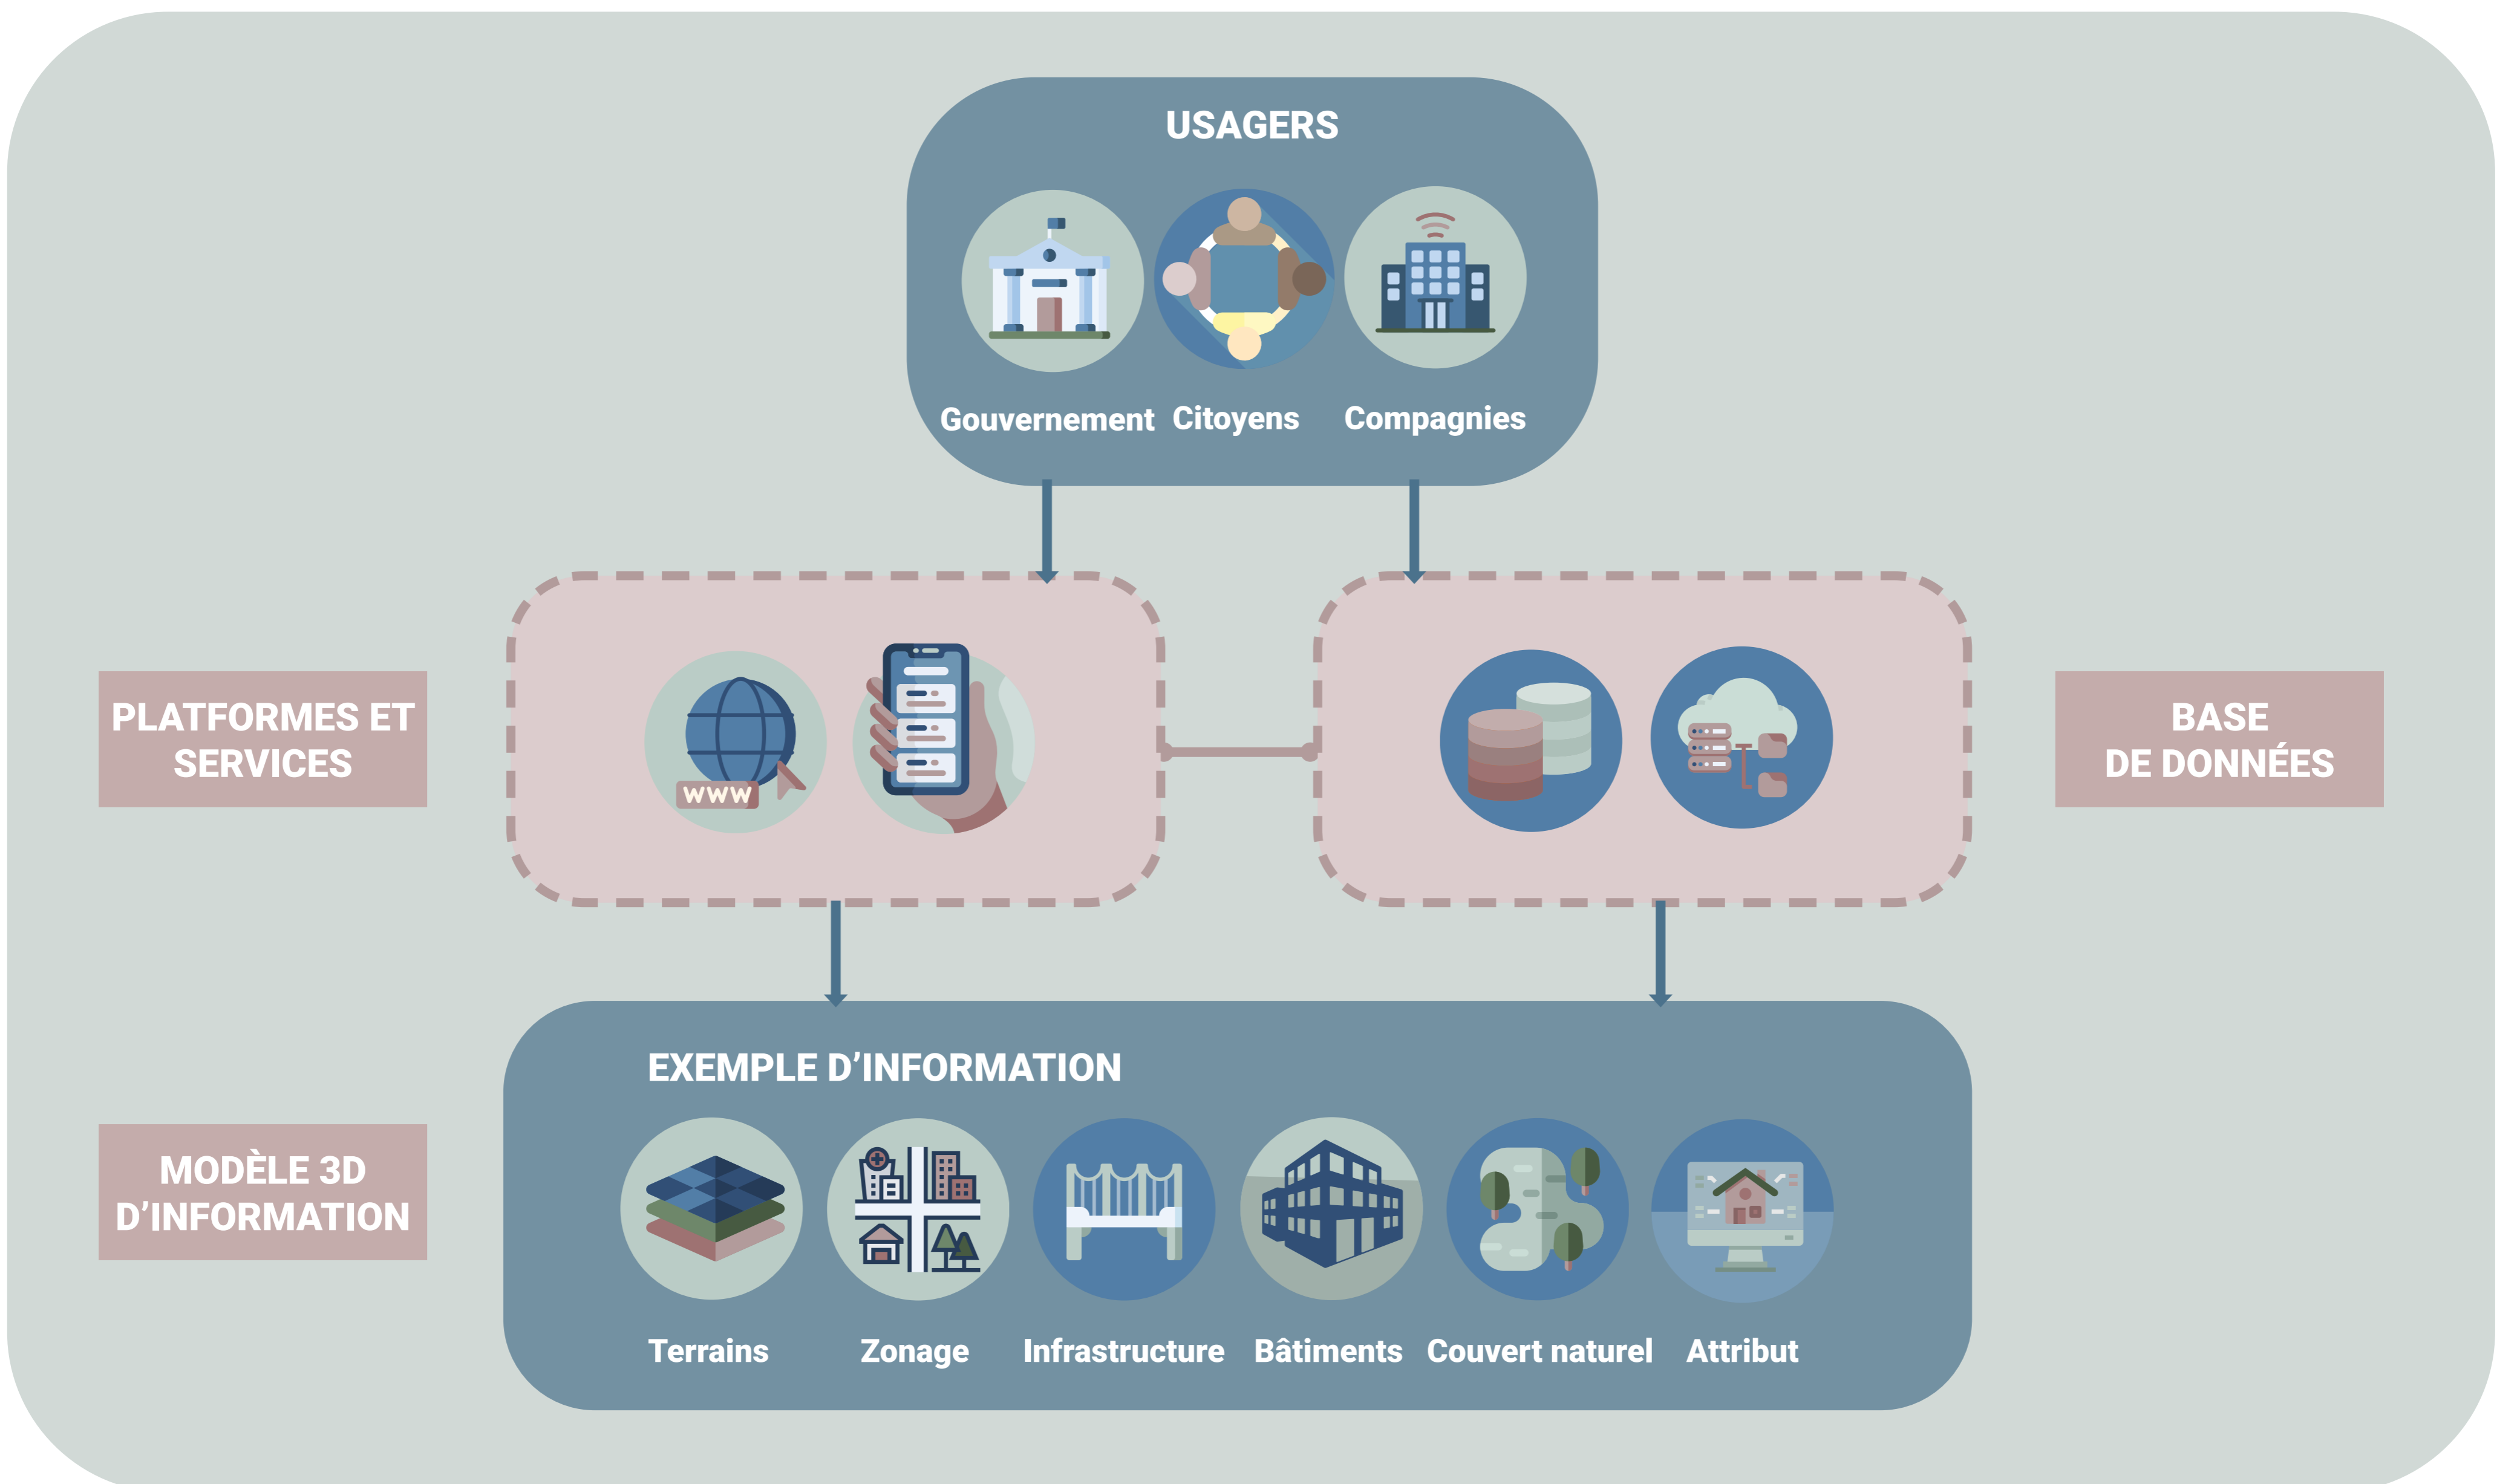 USAGERS
Gouvernement Citoyens Compagnies
PLATFORMES ET
SERVICES
WWW
BASE
DE DONNÉES
EXEMPLE D’INFORMATION
MODÈLE 3D
D’INFORMATION
Terrains Zonage Infrastructure Bâtiments Couvert naturel Attribut